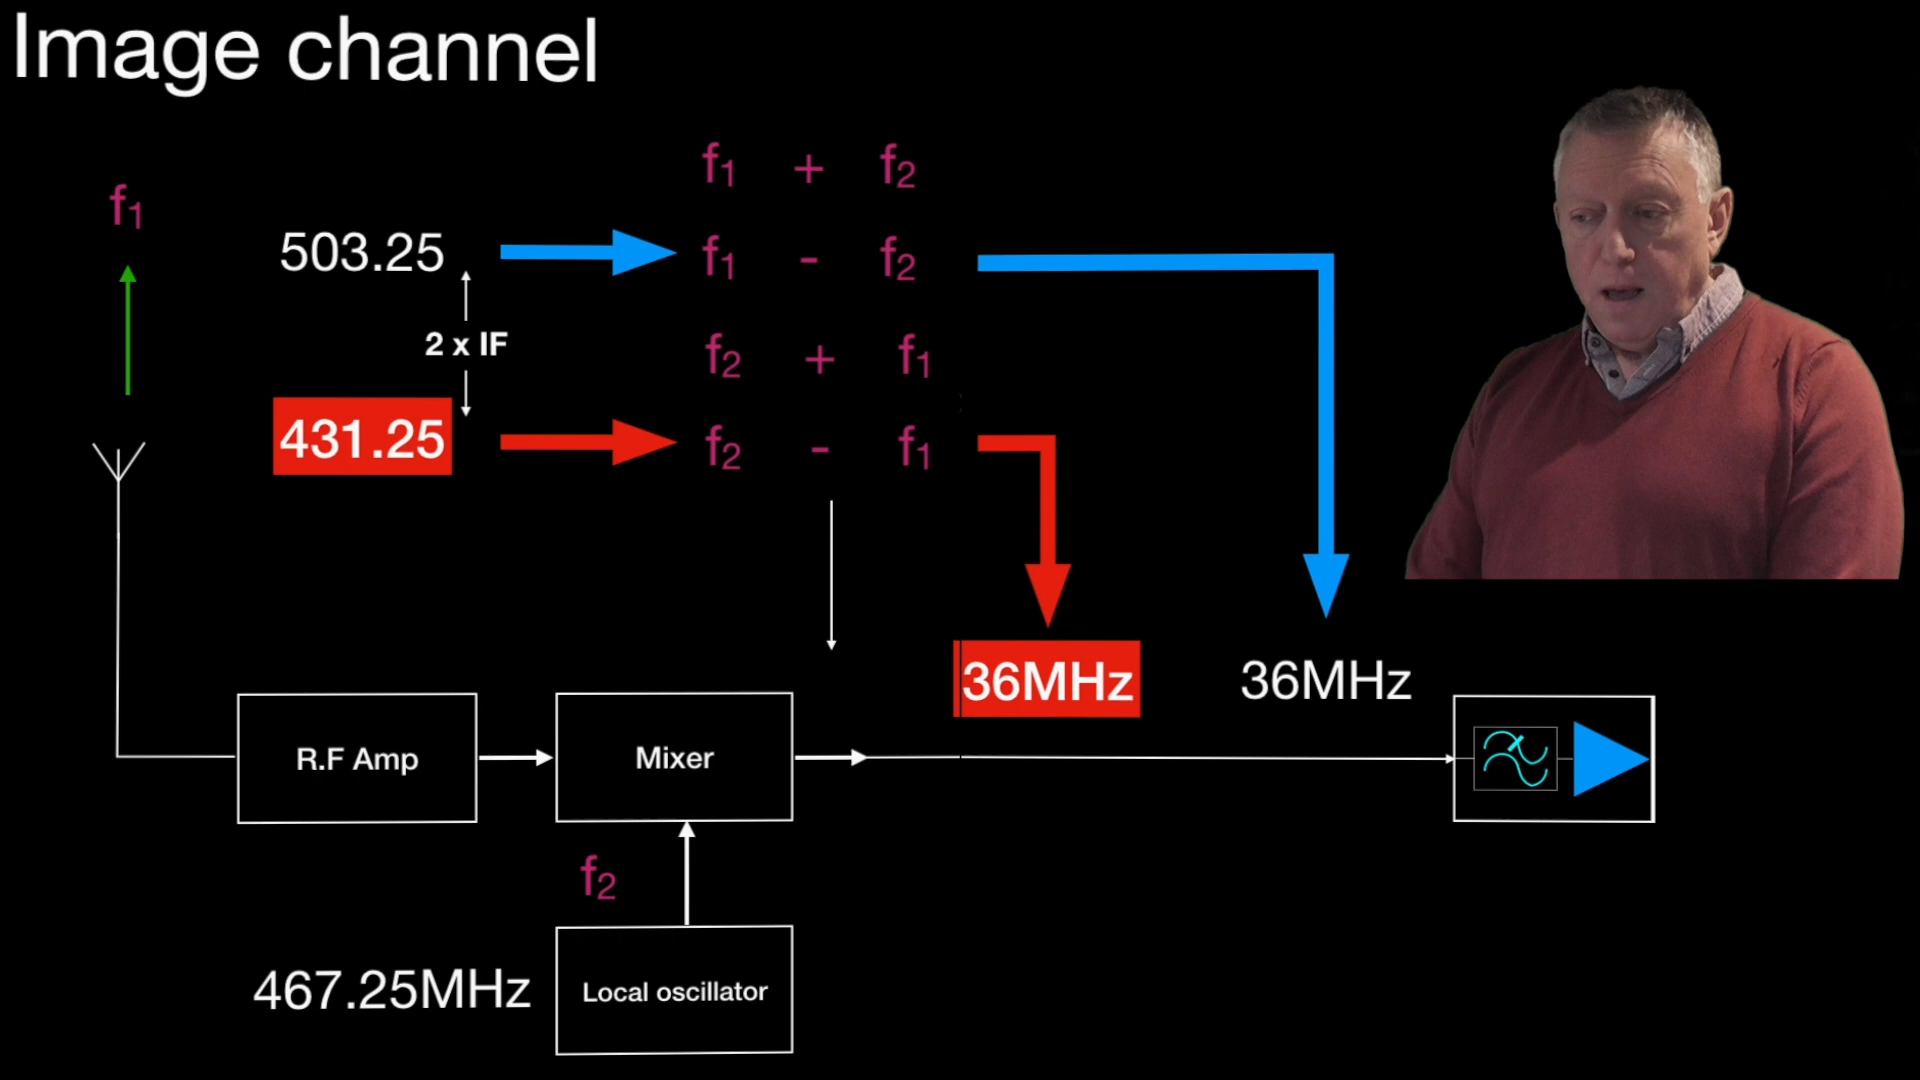 Image channel
f₁ + f₂
f₁
503.25
f₁ - f₂
2 x IF
f₂ + f₁
431.25
f₂ - f₁
36MHz
36MHz
R.F Amp
Mixer
f₂
467.25MHz
Local oscillator